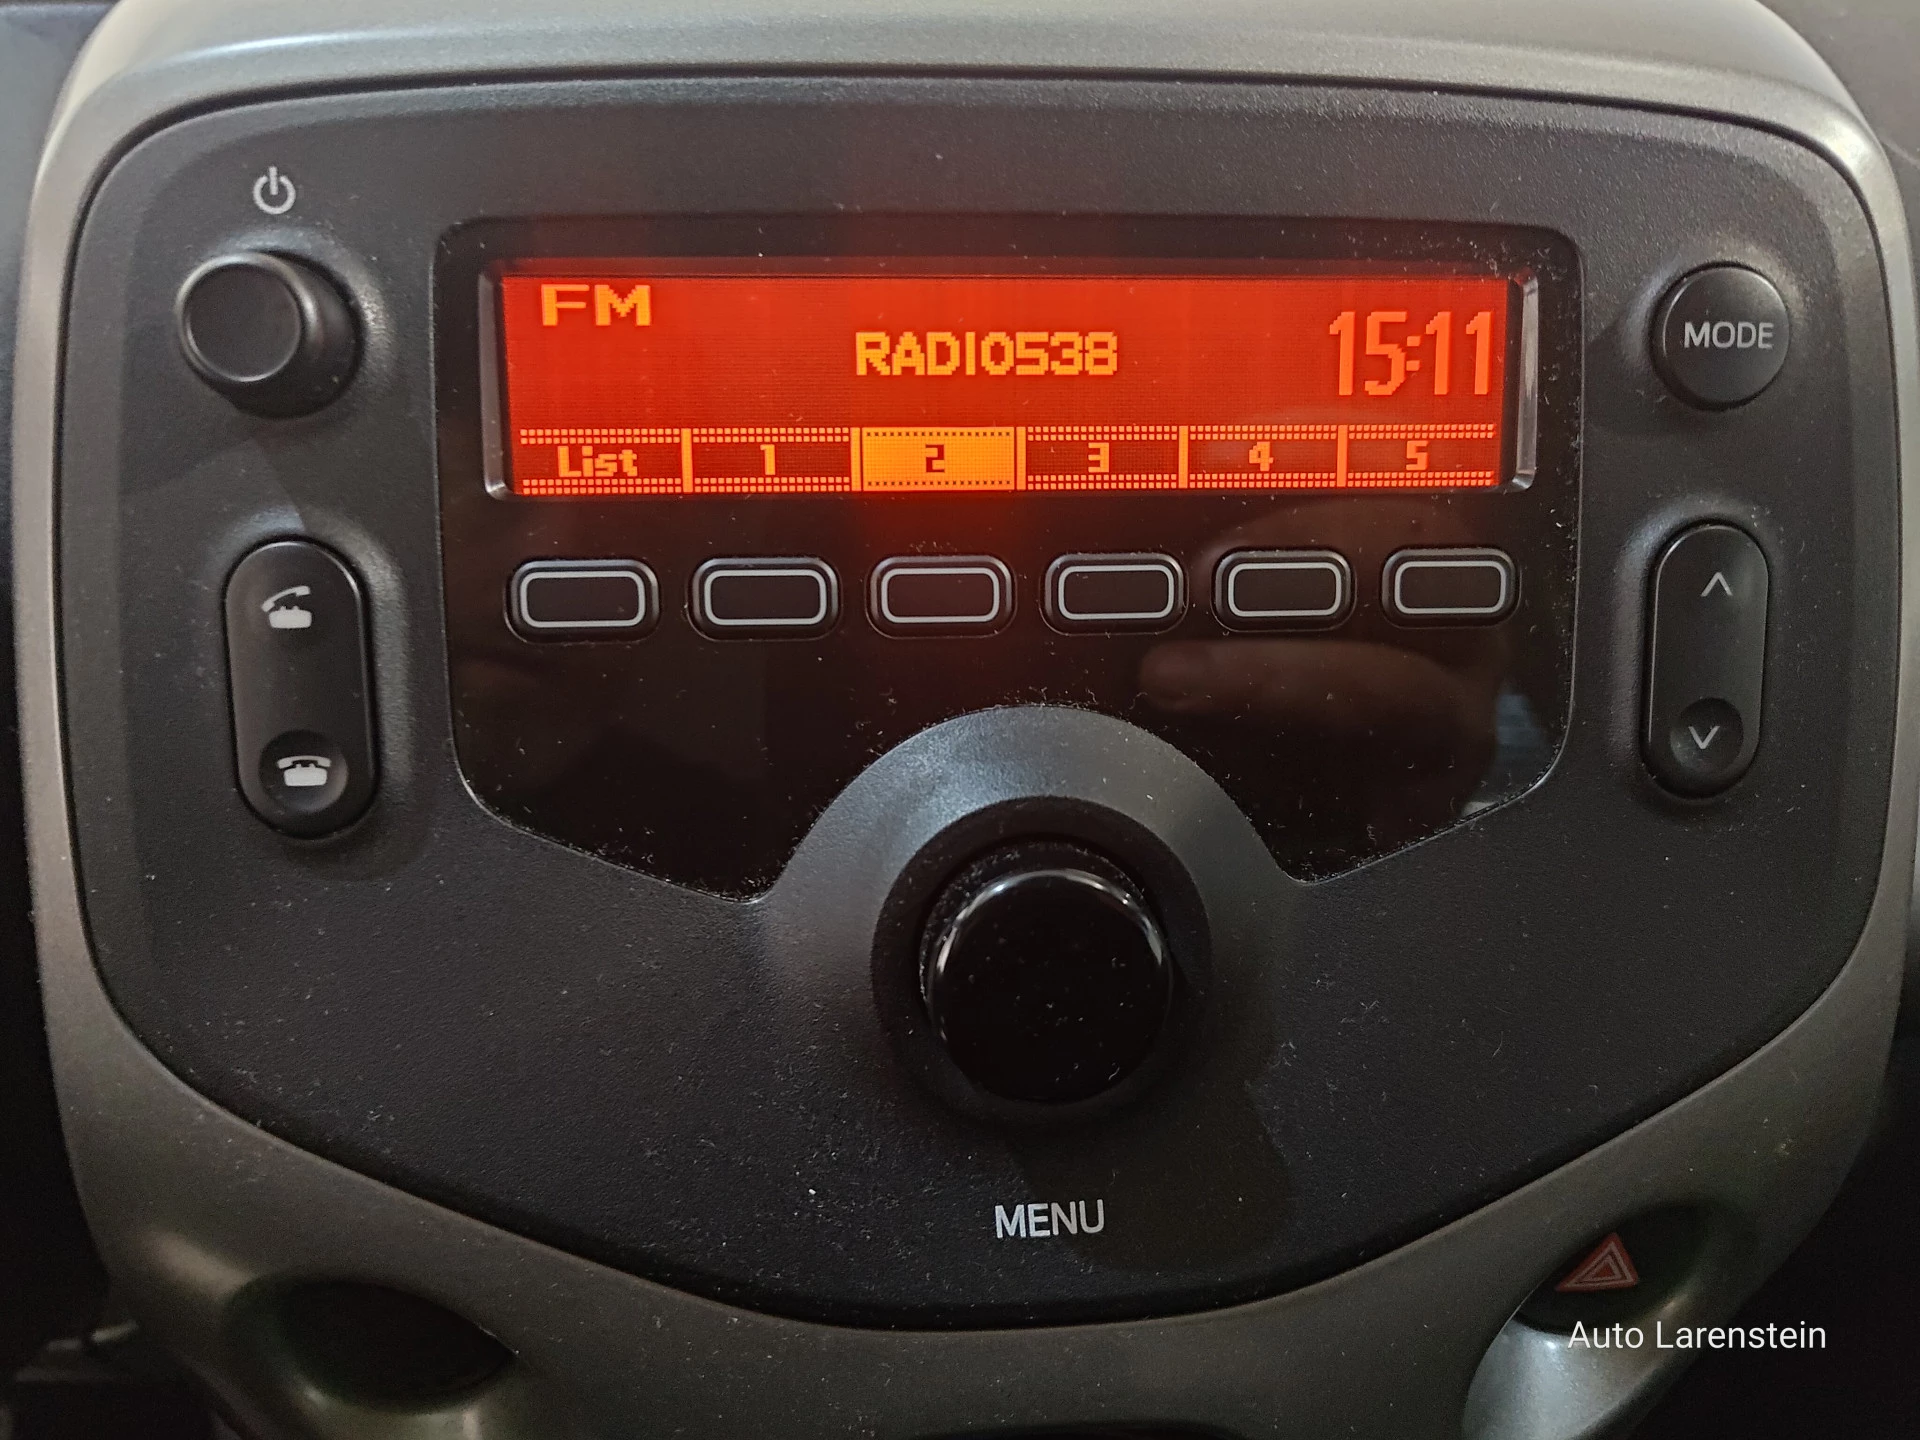 FM
RADIO538
15:11
List 1 2 3 4 5
MODE
MENU
Auto Larenstein